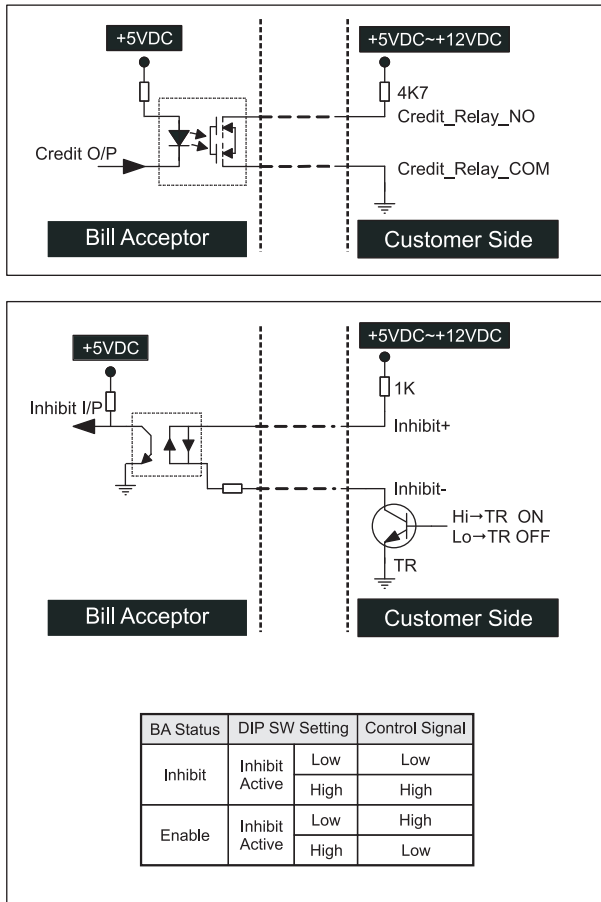 +5VDC
+5VDC~+12VDC
4K7
Credit_Relay_NO
Credit O/P
Credit_Relay_COM
Bill Acceptor
Customer Side
+5VDC~+12VDC
+5VDC
1K
Inhibit I/P
Inhibit+
Inhibit-
Hi→TR ON
Lo→TR OFF
TR
Bill Acceptor
Customer Side
BA Status DIP SW Setting Control Signal
Inhibit Inhibit Active Low Low
High High
Enable Inhibit Active Low High
High Low